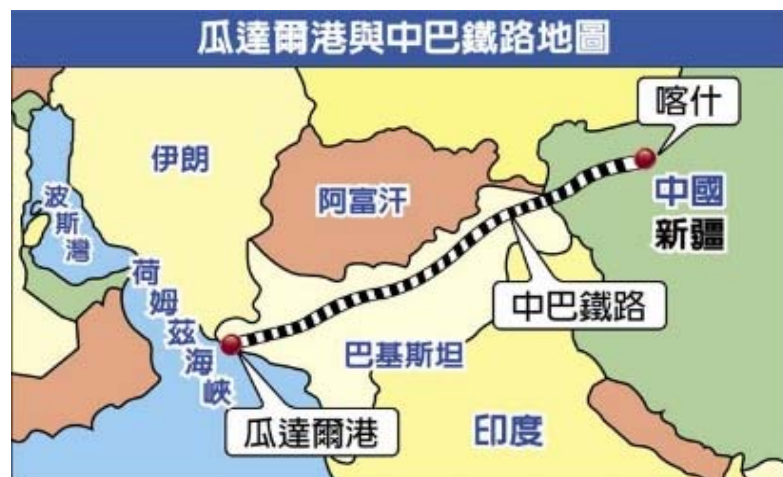 瓜達爾港與中巴鐵路地圖
喀什
伊朗
阿富汗
中國
新疆
波斯灣
荷姆茲海峽
中巴鐵路
巴基斯坦
瓜達爾港
印度